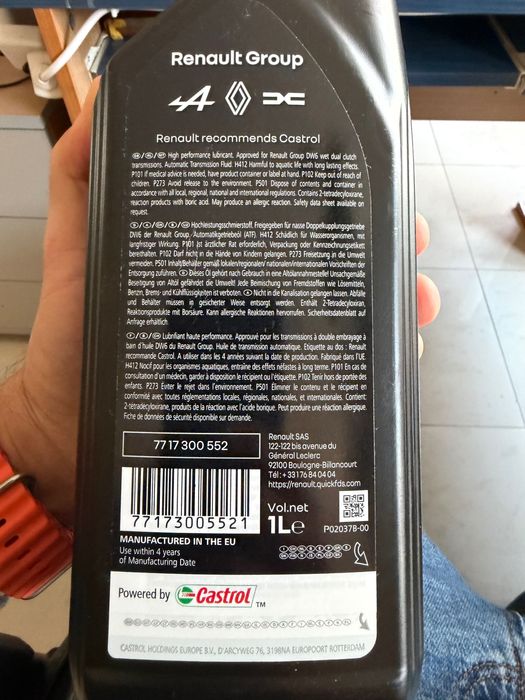 Renault Group
Renault recommends Castrol
High performance lubricant. Approved for Renault Group DW6 wet dual clutch
transmissions. Automatic Transmission Fluid. H412 Harmful to aquatic life with long lasting effects.
P101 If medical advice is needed, have product container or label at hand. P102 Keep out of reach of
children. P273 Avoid release to the environment. P501 Dispose of contents and container in
accordance with all local, regional, national and international regulations. Contains 2-tetradecyloxirane,
reaction products with boric acid. May produce an allergic reaction. Safety data sheet available on
request.
Hochleistungsschmierstoff. Freigegeben für nasse Doppelkupplungsgetriebe
DW6 der Renault Group. -Automatikgetriebeöl (ATF). H412 Schädlich für Wasserorganismen, mit
langfristiger Wirkung. P101 Ist ärztlicher Rat erforderlich, Verpackung oder Kennzeichnungsetikett
bereithalten. P102 Darf nicht in die Hände von Kindern gelangen. P273 Freisetzung in die Umwelt
vermeiden. P501 Inhalt/Behälter gemäß lokalen/regionalen/ nationalen/internationalen Vorschriften der
Entsorgung zuführen. Dieses Öl gehört nach Gebrauch in eine Altölannahmestelle! Unsachgemäße
Beseitigung von Altöl gefährdet die Umwelt! Jede Beimischung von Fremdstoffen wie Lösemitteln,
Benzin, Brems- und Kühlflüssigkeiten ist verboten. Nicht in die Kanalisation gelangen lassen. Abfälle
und Behälter müssen in gesicherter Weise entsorgt werden. Enthält 2-Tetradecyloxiran,
Reaktionsprodukte mit Borsäure. Kann allergische Reaktionen hervorrufen. Sicherheitsdatenblatt auf
Anfrage erhältlich.
Lubrifiant haute performance. Approuvé pour les transmissions à double embrayage à
bain d'huile DW6 du Renault Group. Huile de transmission automatique. Etiquette au dos : Renault
recommande Castrol. A utiliser dans les 4 années suivant la date de production. Fabriqué dans l'UE.
H412 Nocif pour les organismes aquatiques, entraîne des effets néfastes à long terme. P101 En cas de
consultation d'un médecin, garder à disposition le récipient ou l'étiquette. P102 Tenir hors de portée des
enfants. P273 Eviter le rejet dans l'environnement. P501 Éliminer le contenu et le récipient en
conformité avec toutes réglementations locales, régionales, nationales, et internationales. Contient:
2-tétradécyloxirane, produits de la réaction avec l'acide borique. Peut produire une réaction allergique.
Fiche de données de sécurité disponible sur demande.
77 17 300 552
77173005521
MANUFACTURED IN THE EU
Use within 4 years
of Manufacturing Date
Renault SAS
122-122 bis avenue du
Général Leclerc
92100 Boulogne-Billancourt
Tél : +33 1 76 84 04 04
https://renault.quickfds.com
Vol.net
1Le
P02037B-00
Powered by Castrol TM
CASTROL HOLDINGS EUROPE B.V., D'ARCYWEG 76, 3198NA EUROPOORT ROTTERDAM